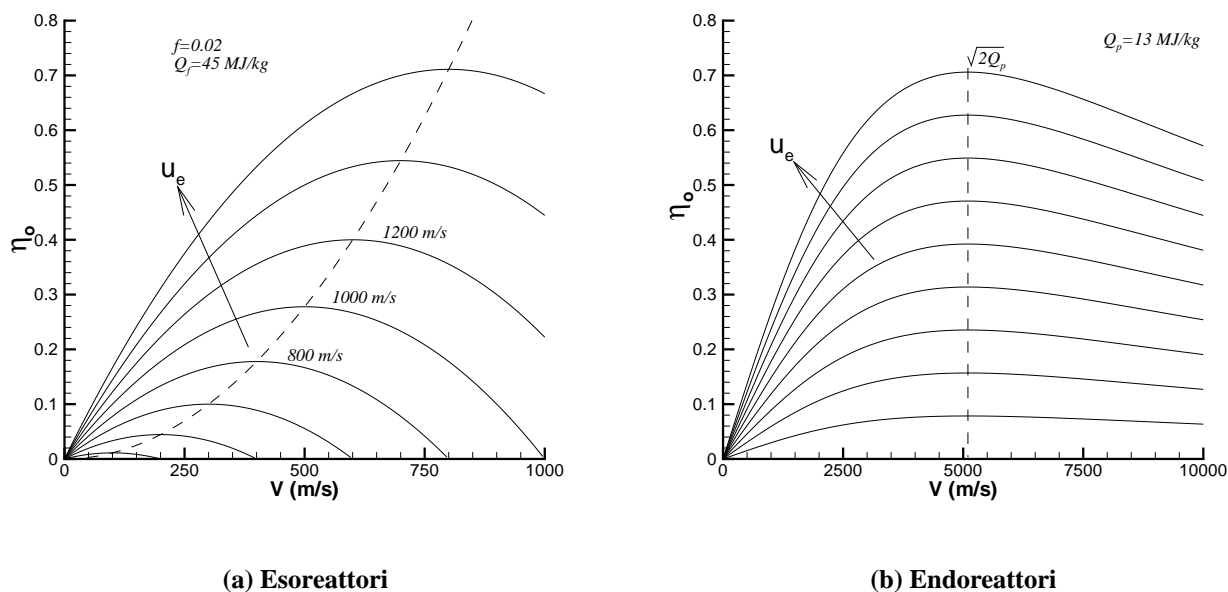 0.8
0.7
0.6
0.5
0.4
0.3
0.2
0.1
0
ηo
f=0.02
Qf=45 MJ/kg
ue
1200 m/s
1000 m/s
800 m/s
0 250 500 750 1000
V (m/s)
(a) Esoreattori
0.8
0.7
0.6
0.5
0.4
0.3
0.2
0.1
0
ηo
Qp=13 MJ/kg
√2Qp
ue
0 2500 5000 7500 10000
V (m/s)
(b) Endoreattori